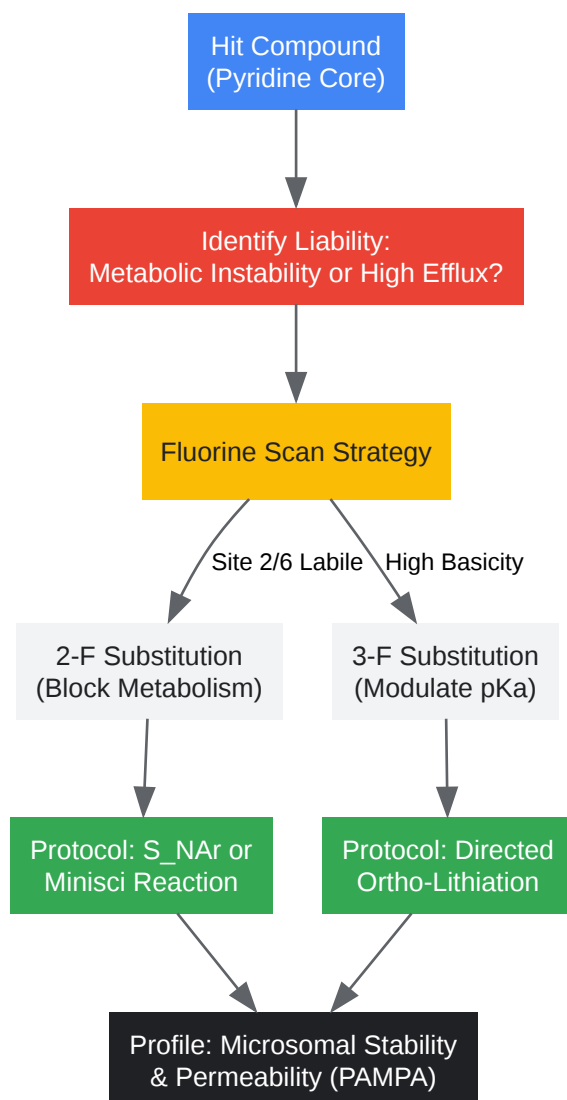 Hit Compound
(Pyridine Core)
Identify Liability:
Metabolic Instability or High Efflux?
Fluorine Scan Strategy
Site 2/6 Labile
High Basicity
2-F Substitution
(Block Metabolism)
3-F Substitution
(Modulate pKa)
Protocol: S_NAr or
Minisci Reaction
Protocol: Directed
Ortho-Lithiation
Profile: Microsomal Stability
& Permeability (PAMPA)